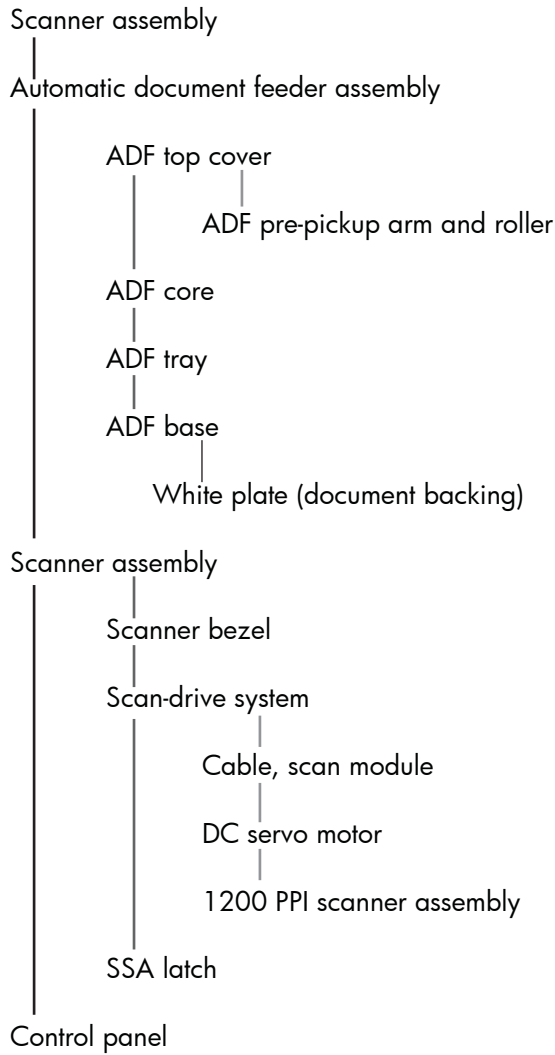 Scanner assembly
Automatic document feeder assembly
ADF top cover
ADF pre-pickup arm and roller
ADF core
ADF tray
ADF base
White plate (document backing)
Scanner assembly
Scanner bezel
Scan-drive system
Cable, scan module
DC servo motor
1200 PPI scanner assembly
SSA latch
Control panel